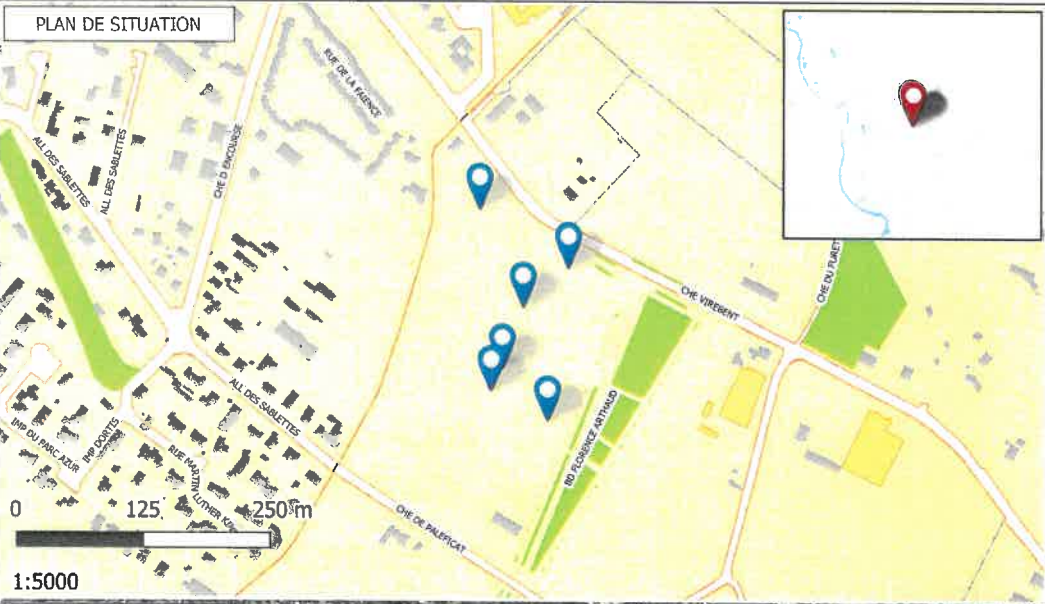 PLAN DE SITUATION
RUE DE LA FAIENCE
ALL DES SABLETTES
ALL DES SABLETTES
CHE D ENCOURSE
CHE VIREBENT
CHE DU FURET
ALL DES SABLETTES
BD FLORENCE ARTHAUD
IMP DU PARC AZUR
IMP DORTIS
RUE MARTIN LUTHER KING
CHE DE PALEFICAT
0 125 250 m
1:5000